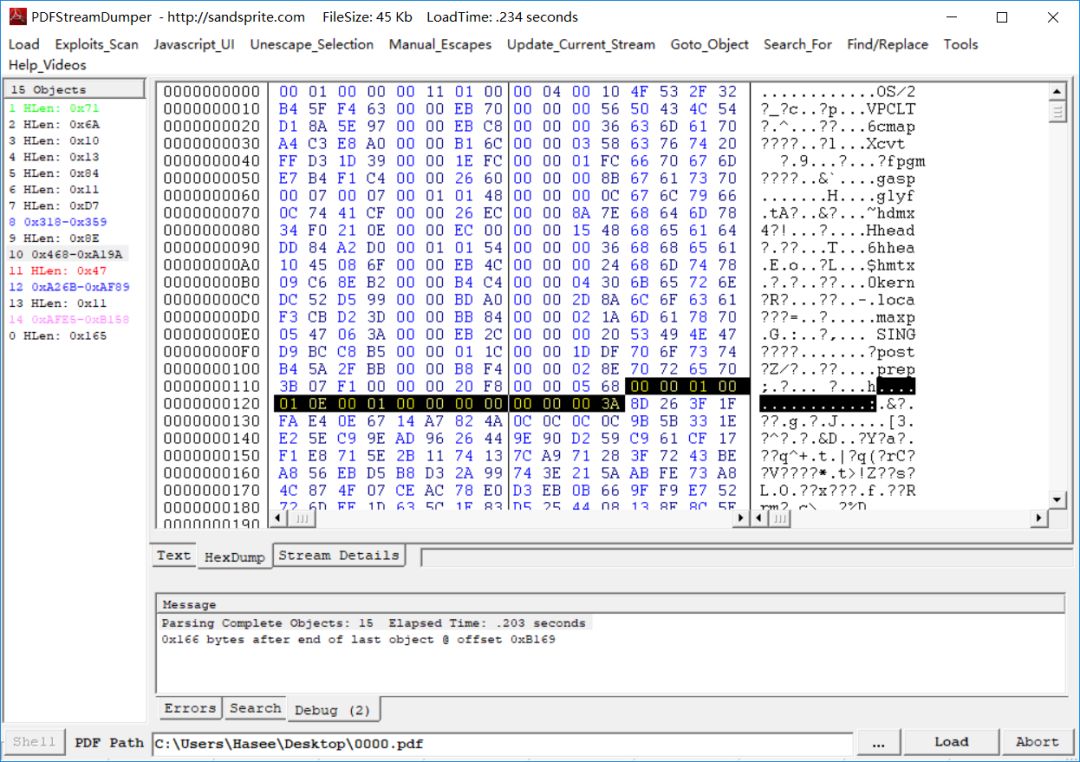 PDFStreamDumper - http://sandsprite.com FileSize: 45 Kb LoadTime: .234 seconds
Load Exploits_Scan Javascript_UI Unescape_Selection Manual_Escapes Update_Current_Stream Goto_Object Search_For Find/Replace Tools
Help_Videos
15 Objects
1 HLen: 0x71
2 HLen: 0x6A
3 HLen: 0x10
4 HLen: 0x13
5 HLen: 0x84
6 HLen: 0x11
7 HLen: 0xD7
8 0x318-0x359
9 HLen: 0x8E
10 0x468-0xA19A
11 HLen: 0x47
12 0xA26B-0xAF89
13 HLen: 0x11
14 0xAFE5-0xB158
0 HLen: 0x165
0000000000 00 01 00 00 00 11 01 00 00 04 00 10 4F 53 2F 32 ............OS/2
0000000010 B4 5F F4 63 00 00 EB 70 00 00 00 56 50 43 4C 54 ?_?c..?p...VPCLT
0000000020 D1 8A 5E 97 00 00 EB C8 00 00 00 36 63 6D 61 70 ?.^...??...6cmap
0000000030 A4 C3 E8 A0 00 00 B1 6C 00 00 03 58 63 76 74 20 ????..?l...Xcvt
0000000040 FF D3 1D 39 00 00 1E FC 00 00 01 FC 66 70 67 6D ?.9...?...?fpgm
0000000050 E7 B4 F1 C4 00 00 26 60 00 00 00 8B 67 61 73 70 ????..&`....gasp
0000000060 00 07 00 07 00 01 01 48 00 00 00 0C 67 6C 79 66 .......H....glyf
0000000070 0C 74 41 CF 00 00 26 EC 00 00 8A 7E 68 64 6D 78 .tA?..&?...~hdmx
0000000080 34 F0 21 0E 00 00 EC 00 00 00 15 48 68 65 61 64 4?!...?....Hhead
0000000090 DD 84 A2 D0 00 01 01 54 00 00 00 36 68 68 65 61 ?.??...T...6hhea
00000000A0 10 45 08 6F 00 00 EB 4C 00 00 00 24 68 6D 74 78 .E.o..?L...$hmtx
00000000B0 09 C6 8E B2 00 00 B4 C4 00 00 04 30 6B 65 72 6E .?.?..??...0kern
00000000C0 DC 52 D5 99 00 00 BD A0 00 00 2D 8A 6C 6F 63 61 ?R?...??..-.loca
00000000D0 F3 CB D2 3D 00 00 BB 84 00 00 02 1A 6D 61 78 70 ???=..?.....maxp
00000000E0 05 47 06 3A 00 00 EB 2C 00 00 00 20 53 49 4E 47 .G.:..?,... SING
00000000F0 D9 BC C8 B5 00 00 01 1C 00 00 1D DF 70 6F 73 74 ????.......?post
0000000100 B4 5A 2F BB 00 00 B8 F4 00 00 02 8E 70 72 65 70 ?Z/?..??....prep
0000000110 3B 07 F1 00 00 00 20 F8 00 00 05 68 00 00 01 00 ;.?... ?...h....
0000000120 01 0E 00 01 00 00 00 00 00 00 00 3A 8D 26 3F 1F ...........:.&?.
0000000130 FA E4 0E 67 14 A7 82 4A 0C 0C 0C 0C 9B 5B 33 1E ??.g.?.J.....[3.
0000000140 E2 5E C9 9E AD 96 26 44 9E 90 D2 59 C9 61 CF 17 ?^?.?.&D..?Y?a?.
0000000150 F1 E8 71 5E 2B 11 74 13 7C A9 71 28 3F 72 43 BE ??q^+.t.|?q(?rC?
0000000160 A8 56 EB D5 B8 D3 2A 99 74 3E 21 5A AB FE 73 A8 ?V????*.t>!Z??s?
0000000170 4C 87 4F 07 CE AC 78 E0 D3 EB 0B 66 9F F9 E7 52 L.O.??x???.f.??R
0000000180
0000000190
Text HexDump Stream Details
Message
Parsing Complete Objects: 15 Elapsed Time: .203 seconds
0x166 bytes after end of last object @ offset 0xB169
Errors Search Debug (2)
Shell PDF Path C:\Users\Hasee\Desktop\0000.pdf ... Load Abort